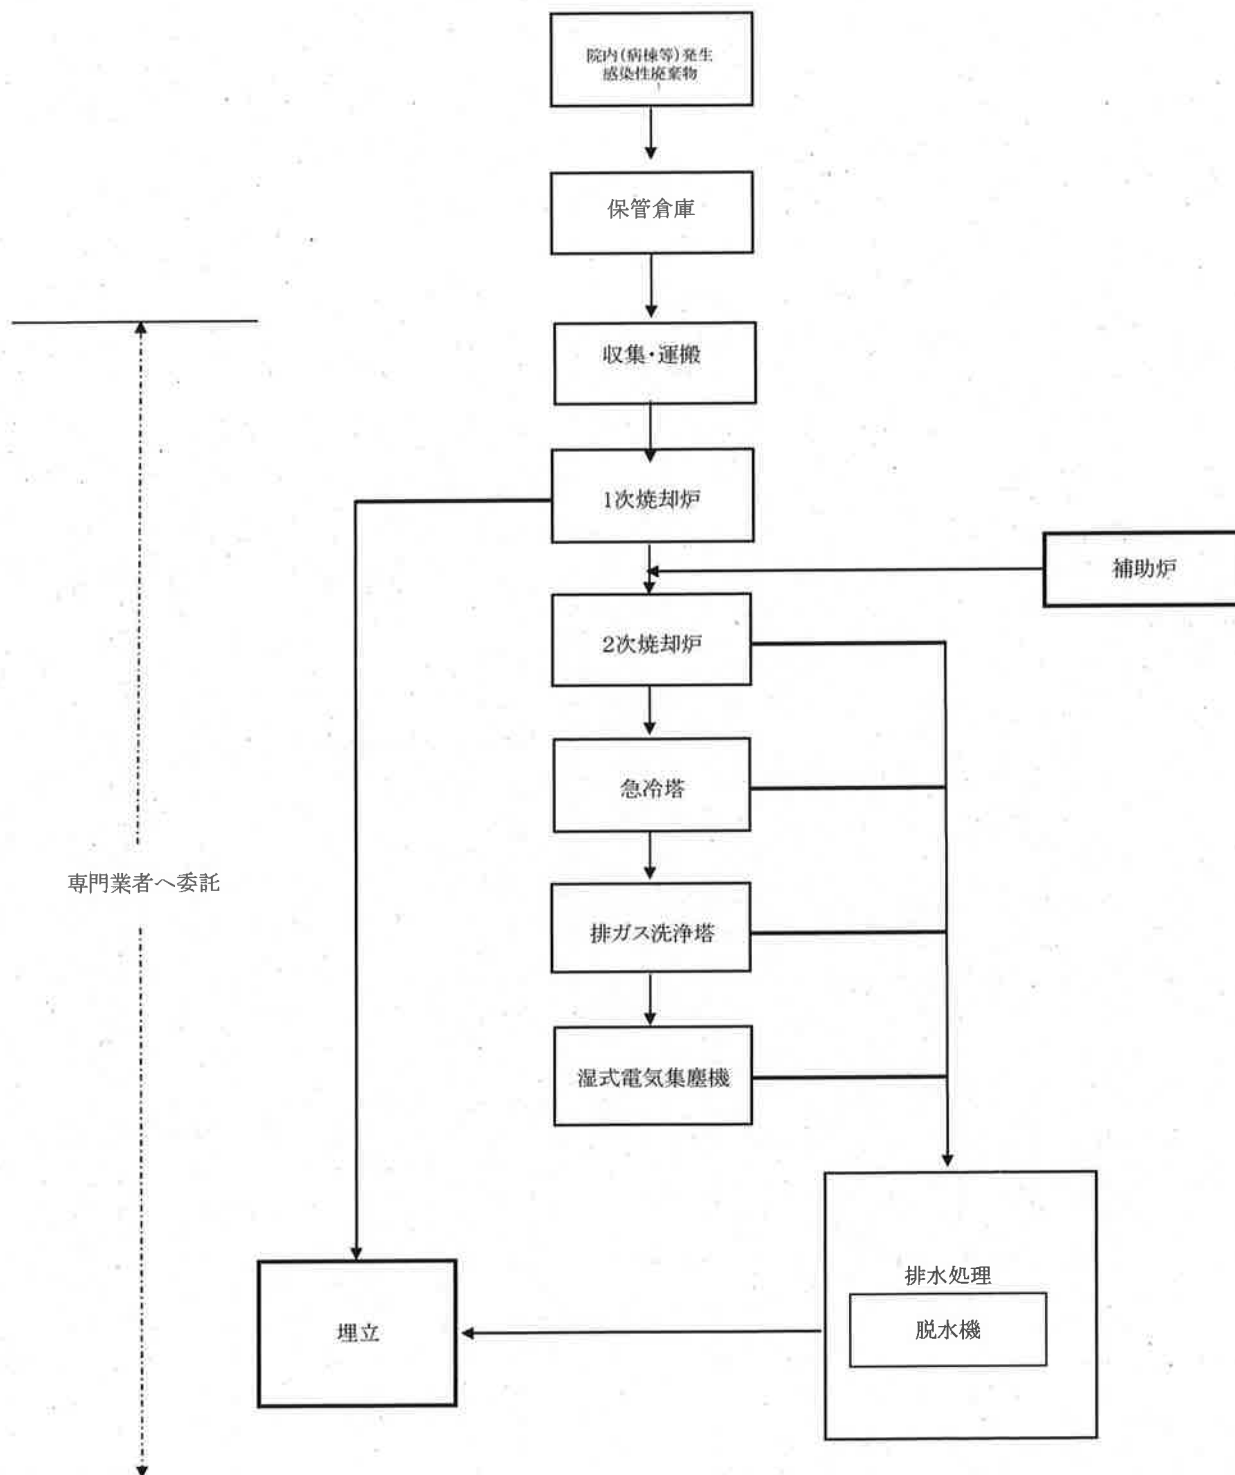 院内(病棟等)発生
感染性廃棄物
保管倉庫
収集・運搬
1次焼却炉
補助炉
2次焼却炉
急冷塔
専門業者へ委託
排ガス洗浄塔
湿式電気集塵機
排水処理
脱水機
埋立